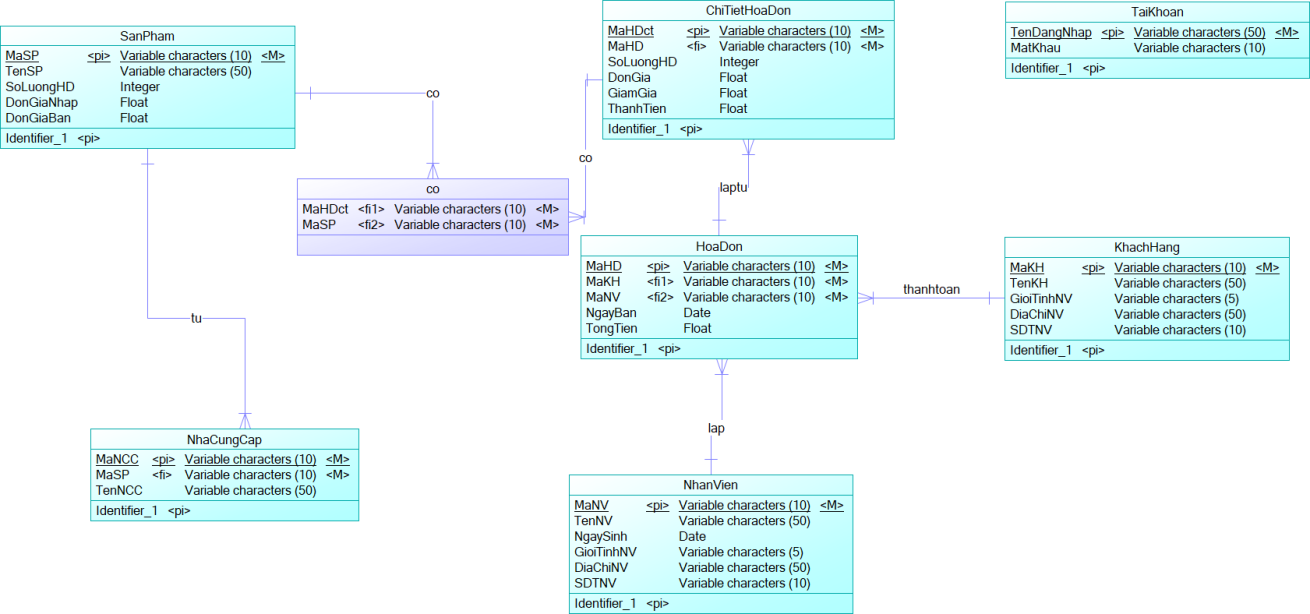 ChiTietHoaDon
MaHDct <pi> Variable characters (10) <M>
MaHD <fi> Variable characters (10) <M>
SoLuongHD Integer
DonGia Float
GiamGia Float
ThanhTien Float
Identifier_1 <pi>
TaiKhoan
TenDangNhap <pi> Variable characters (50) <M>
MatKhau Variable characters (10)
Identifier_1 <pi>
SanPham
MaSP <pi> Variable characters (10) <M>
TenSP Variable characters (50)
SoLuongHD Integer
DonGiaNhap Float
DonGiaBan Float
Identifier_1 <pi>
co
co
co
MaHDct <fi1> Variable characters (10) <M>
MaSP <fi2> Variable characters (10) <M>
laptu
HoaDon
MaHD <pi> Variable characters (10) <M>
MaKH <fi1> Variable characters (10) <M>
MaNV <fi2> Variable characters (10) <M>
NgayBan Date
TongTien Float
Identifier_1 <pi>
thanhtoan
KhachHang
MaKH <pi> Variable characters (10) <M>
TenKH Variable characters (50)
GioiTinhNV Variable characters (5)
DiaChiNV Variable characters (50)
SDTNV Variable characters (10)
Identifier_1 <pi>
tu
NhaCungCap
MaNCC <pi> Variable characters (10) <M>
MaSP <fi> Variable characters (10) <M>
TenNCC Variable characters (50)
Identifier_1 <pi>
lap
NhanVien
MaNV <pi> Variable characters (10) <M>
TenNV Variable characters (50)
NgaySinh Date
GioiTinhNV Variable characters (5)
DiaChiNV Variable characters (50)
SDTNV Variable characters (10)
Identifier_1 <pi>